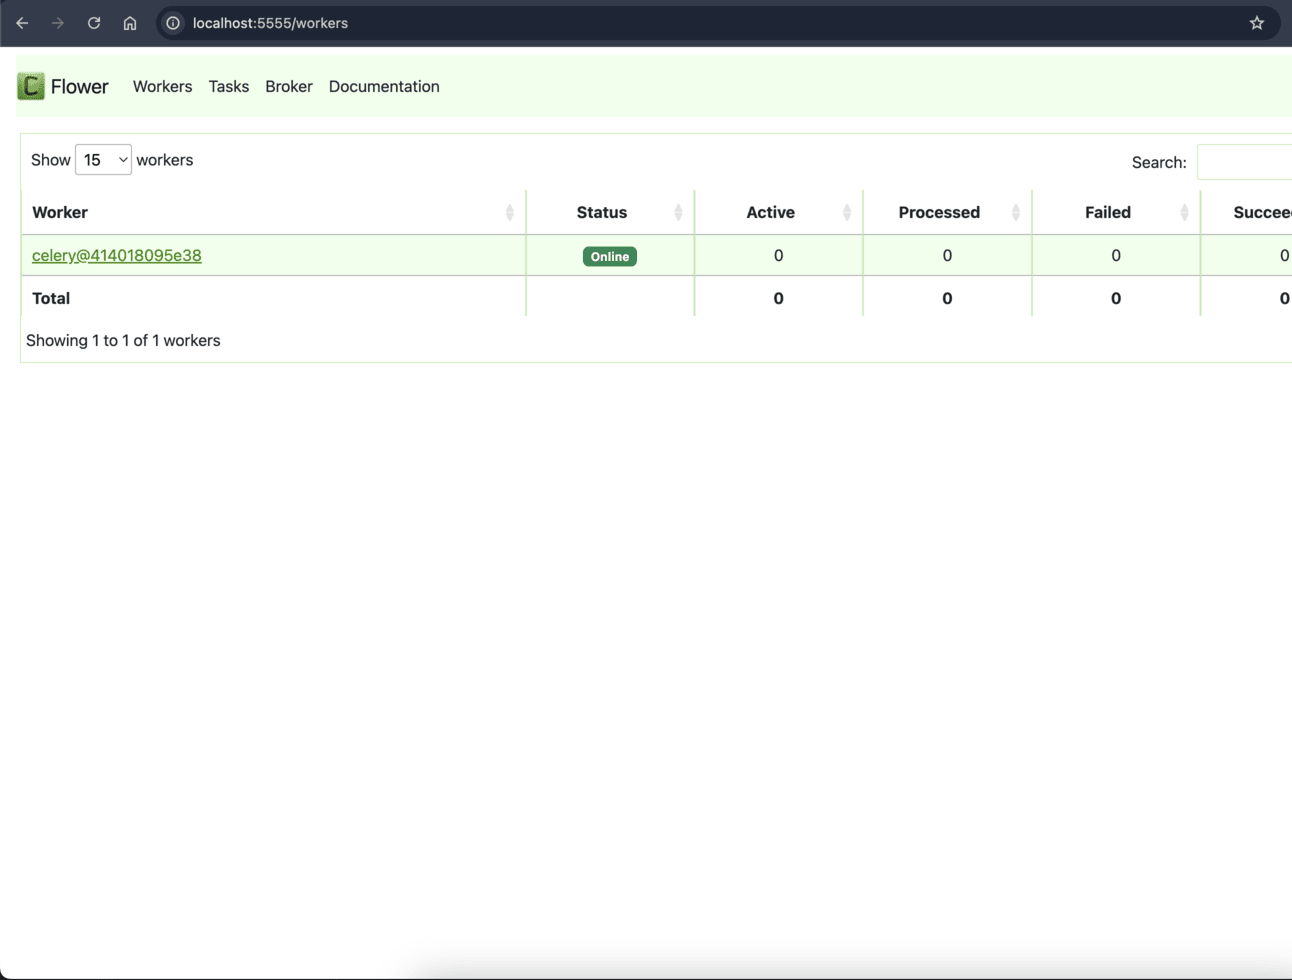 localhost:5555/workers
C Flower Workers Tasks Broker Documentation
Show 15 workers Search:
Worker Status Active Processed Failed Succee
celery@414018095e38 Online 0 0 0 0
Total 0 0 0 0
Showing 1 to 1 of 1 workers